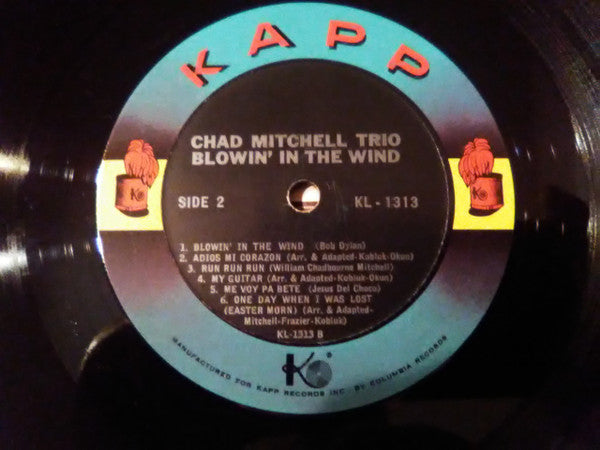 KAPP
CHAD MITCHELL TRIO
BLOWIN' IN THE WIND
SIDE 2
KL - 1313
1. BLOWIN' IN THE WIND (Bob Dylan)
2. ADIOS MI CORAZON (Arr. & Adapted-Kobluk-Okun)
3. RUN RUN RUN (William Chadbourne Mitchell)
4. MY GUITAR (Arr. & Adapted-Kobluk-Okun)
5. ME VOY PA BETE (Jesus Del Choco)
6. ONE DAY WHEN I WAS LOST
(EASTER MORN) (Arr. & Adapted-
Mitchell-Frazier-Kobluk)
KL-1313 B
K
MANUFACTURED FOR KAPP RECORDS INC. BY COLUMBIA RECORDS